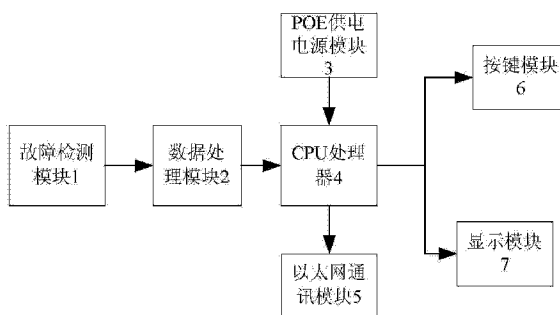 POE供电
电源模块
3
按键模块
6
故障检测
模块1
数据处
理模块2
CPU处理
器4
显示模块
7
以太网通
讯模块5